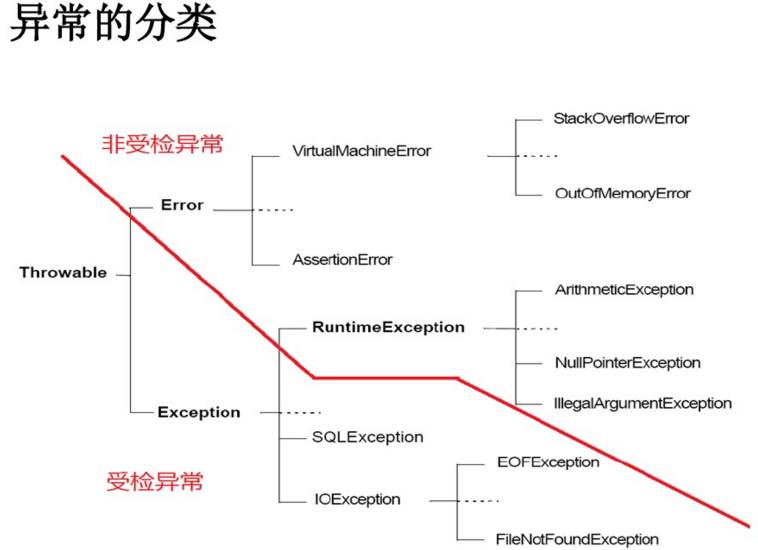 异常的分类
StackOverflowError
非受检异常
VirtualMachineError
OutOfMemoryError
Error
AssertionError
Throwable
ArithmeticException
RuntimeException
NullPointerException
IllegalArgumentException
Exception
SQLException
EOFException
受检异常
IOException
FileNotFoundException